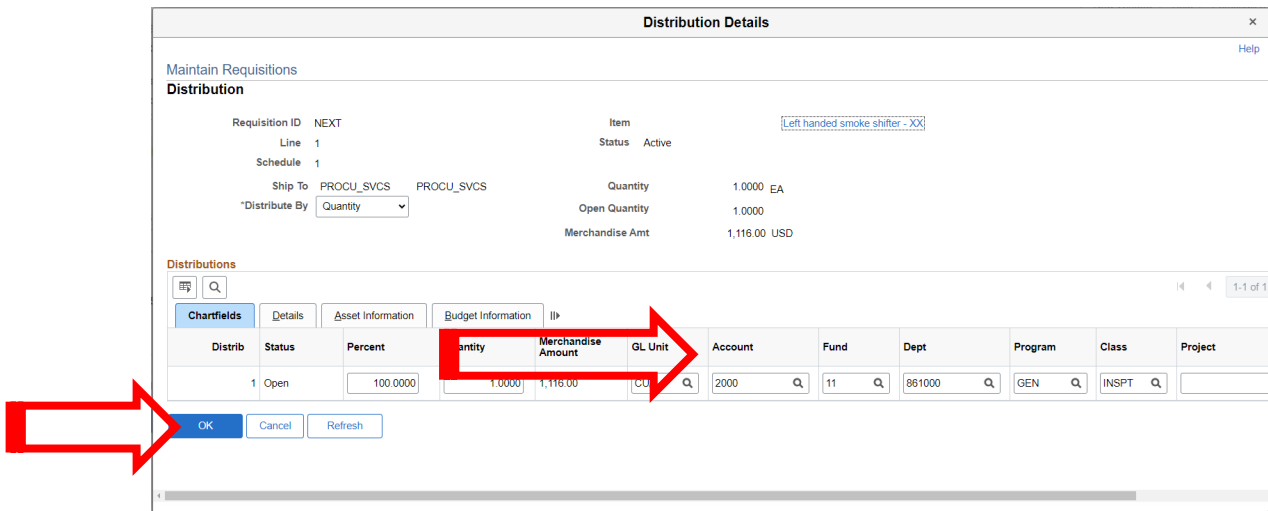 Distribution Details ×
Help
Maintain Requisitions
Distribution
Requisition ID NEXT Item Left handed smoke shifter - XX
Line 1 Status Active
Schedule 1
Ship To PROCU_SVCS PROCU_SVCS Quantity 1.0000 EA
*Distribute By Quantity Open Quantity 1.0000
Merchandise Amt 1,116.00 USD
Distributions
1-1 of 1
Chartfields Details Asset Information Budget Information
Distrib Status Percent Merchandise Amount GL Unit Account Fund Dept Program Class Project
1 Open 100.0000 1.0000 1,116.00 2000 11 861000 GEN INSPT
OK Cancel Refresh